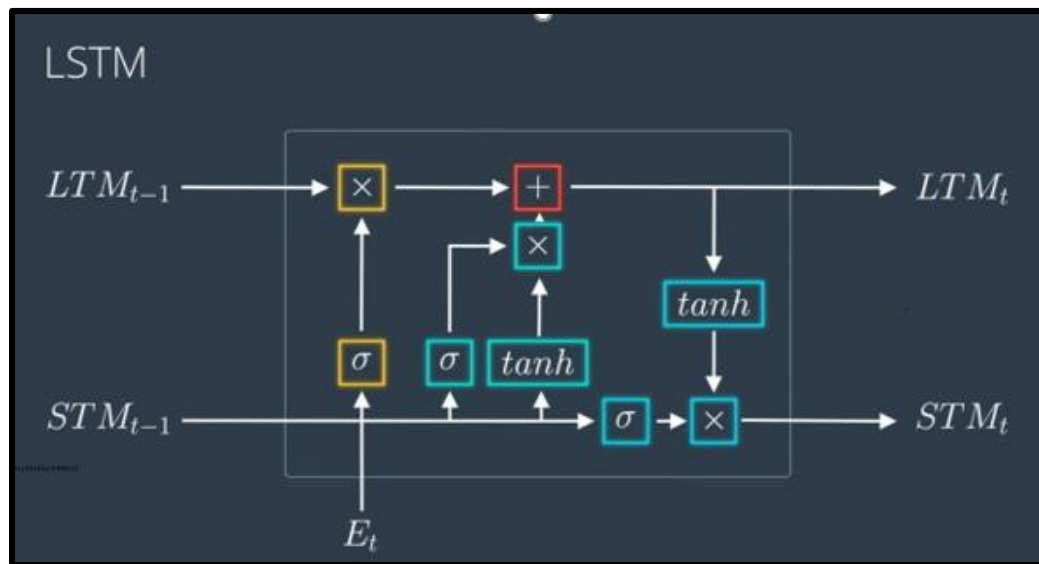 LSTM
LTM_{t-1} × + LTM_t
×
tanh
σ σ tanh
STM_{t-1} σ × STM_t
E_t